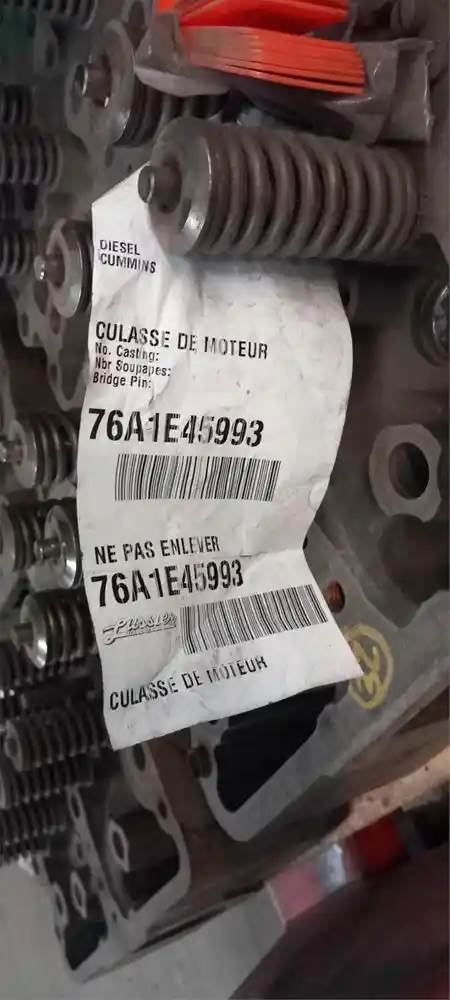 DIESEL
CUMMINS
CULASSE DE MOTEUR
No. Casting:
Nbr Soupapes:
Bridge Pin:
76A1E45993
NE PAS ENLEVER
76A1E45993
Lussier
CULASSE DE MOTEUR